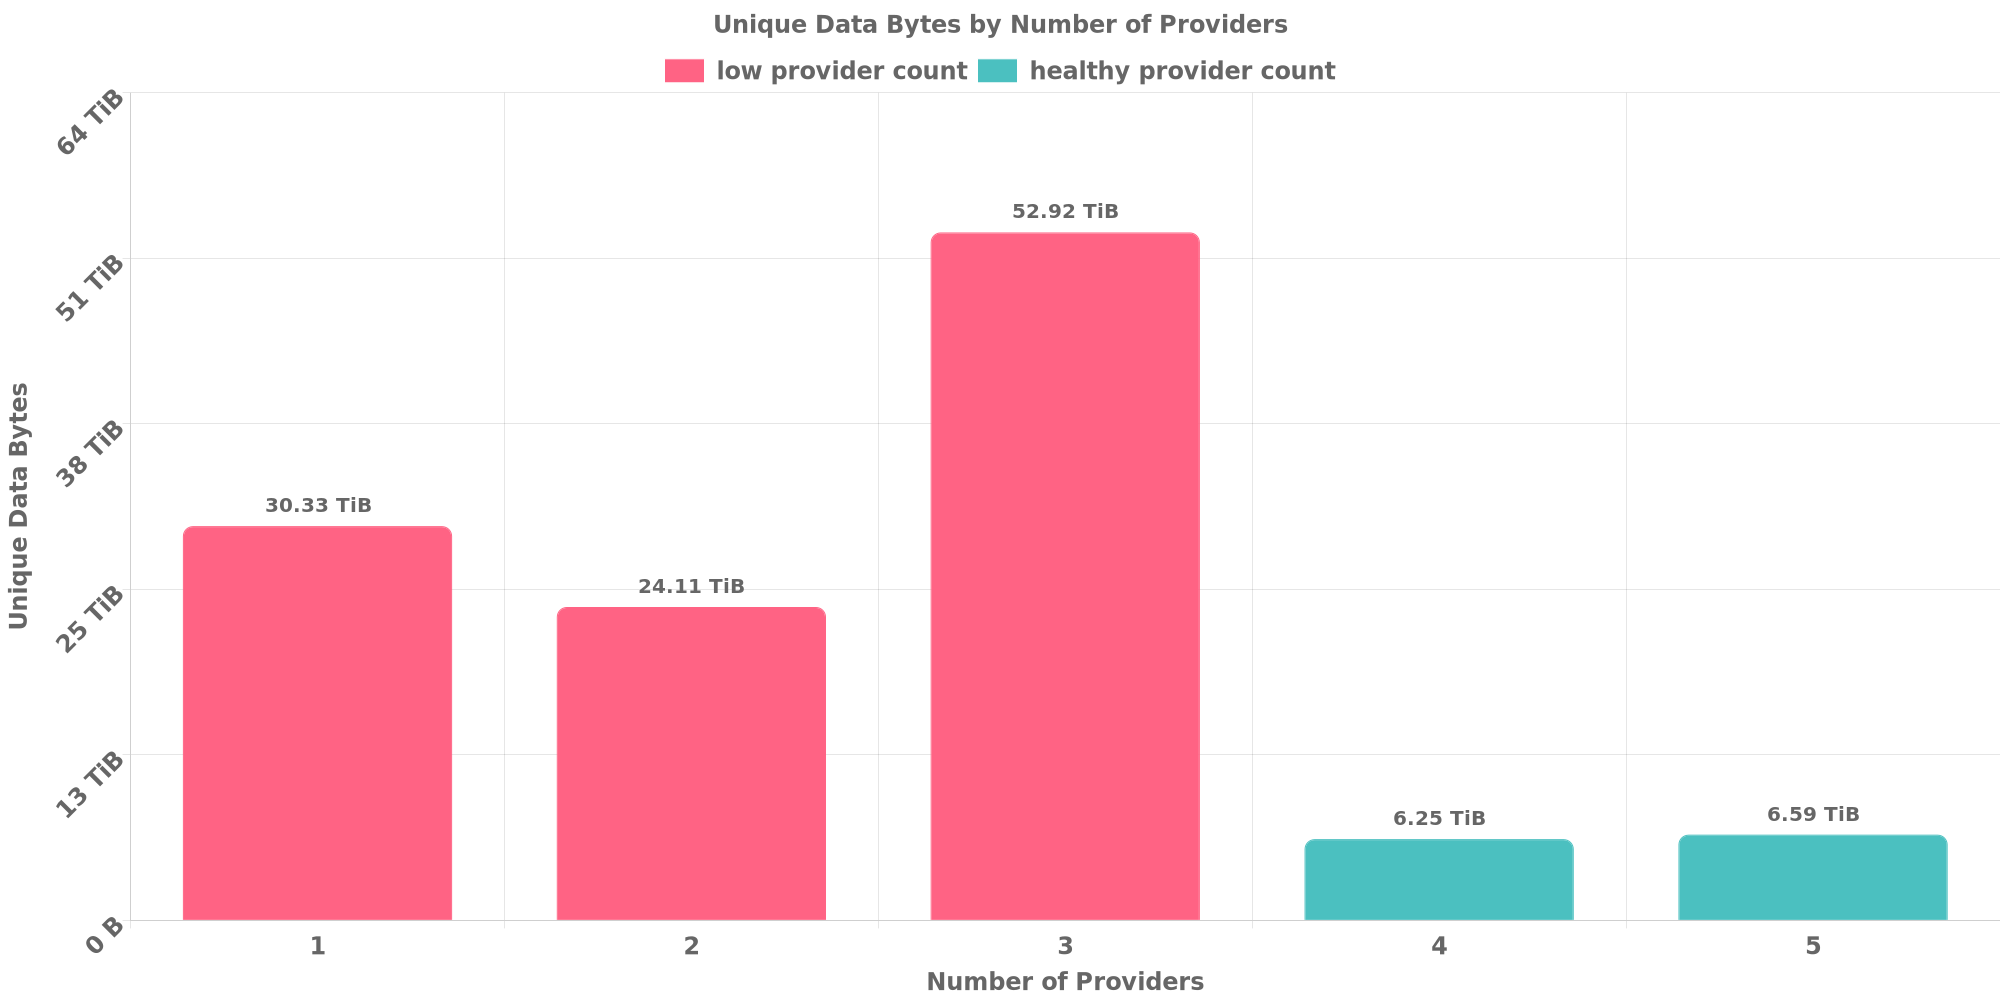 Unique Data Bytes by Number of Providers
low provider count healthy provider count
64 TiB
51 TiB
38 TiB
25 TiB
13 TiB
0 B
Unique Data Bytes
30.33 TiB
24.11 TiB
52.92 TiB
6.25 TiB
6.59 TiB
1 2 3 4 5
Number of Providers